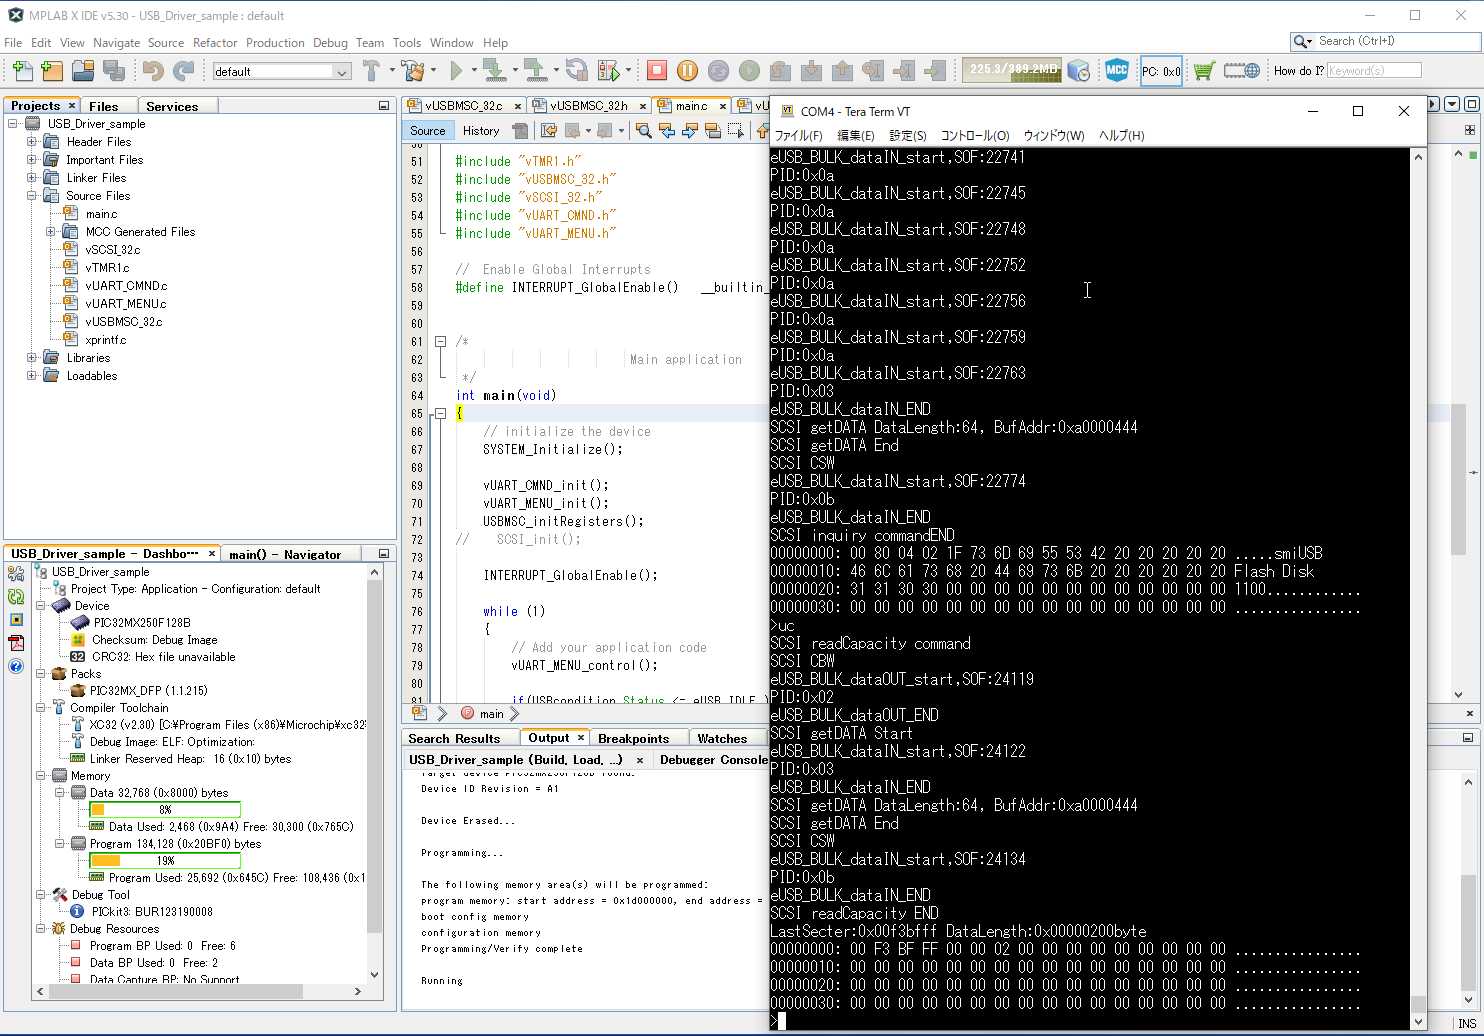 MPLAB X IDE v5.30 - USB_Driver_sample : default
File Edit View Navigate Source Refactor Production Debug Team Tools Window Help
Search (Ctrl+I)
default
225.3/389.2MB
MCC
PC: 0x0
How do I? Keyword(s)
Projects × Files Services
USB_Driver_sample
Header Files
Important Files
Linker Files
Source Files
main.c
MCC Generated Files
vSCSI_32.c
vTMR1.c
vUART_CMND.c
vUART_MENU.c
vUSBMSC_32.c
xprintf.c
Libraries
Loadables
USB_Driver_sample - Dashbo… × main() - Navigator
USB_Driver_sample
Project Type: Application - Configuration: default
Device
PIC32MX250F128B
Checksum: Debug Image
32 CRC32: Hex file unavailable
Packs
PIC32MX_DFP (1.1.215)
Compiler Toolchain
XC32 (v2.30) [C:¥Program Files (x86)¥Microchip¥xc32
Debug Image: ELF: Optimization:
Linker Reserved Heap: 16 (0x10) bytes
Memory
Data 32,768 (0x8000) bytes
8%
Data Used: 2,468 (0x9A4) Free: 30,300 (0x765C)
Program 134,128 (0x20BF0) bytes
19%
Program Used: 25,692 (0x645C) Free: 108,436 (0x1
Debug Tool
PICkit3: BUR123190008
Debug Resources
Program BP Used: 0 Free: 6
Data BP Used: 0 Free: 2
Data Capture BP: No Support
vUSBMSC_32.c × vUSBMSC_32.h × main.c × vU
Source History
51 #include "vTMR1.h"
52 #include "vUSBMSC_32.h"
53 #include "vSCSI_32.h"
54 #include "vUART_CMND.h"
55 #include "vUART_MENU.h"
56
57 // Enable Global Interrupts
58 #define INTERRUPT_GlobalEnable() __builtin_
59
60
61 /*
62 Main application
63 */
64 int main(void)
65 {
66 // initialize the device
67 SYSTEM_Initialize();
68
69 vUART_CMND_init();
70 vUART_MENU_init();
71 USBMSC_initRegisters();
72 // SCSI_init();
73
74 INTERRUPT_GlobalEnable();
75
76 while (1)
77 {
78 // Add your application code
79 vUART_MENU_control();
80
81 if(USBcondition.Status <= eUSB_IDLE )
main
Search Results Output × Breakpoints Watches
USB_Driver_sample (Build, Load, ...) × Debugger Console
Target device PIC32MX250F128B found.
Device ID Revision = A1
Device Erased...
Programming...
The following memory area(s) will be programmed:
program memory: start address = 0x1d000000, end address =
boot config memory
configuration memory
Programming/Verify complete
Running
INS
COM4 - Tera Term VT
ファイル(F) 編集(E) 設定(S) コントロール(O) ウィンドウ(W) ヘルプ(H)
eUSB_BULK_dataIN_start,SOF:22741
PID:0x0a
eUSB_BULK_dataIN_start,SOF:22745
PID:0x0a
eUSB_BULK_dataIN_start,SOF:22748
PID:0x0a
eUSB_BULK_dataIN_start,SOF:22752
PID:0x0a
eUSB_BULK_dataIN_start,SOF:22756
PID:0x0a
eUSB_BULK_dataIN_start,SOF:22759
PID:0x0a
eUSB_BULK_dataIN_start,SOF:22763
PID:0x03
eUSB_BULK_dataIN_END
SCSI getDATA DataLength:64, BufAddr:0xa0000444
SCSI getDATA End
SCSI CSW
eUSB_BULK_dataIN_start,SOF:22774
PID:0x0b
eUSB_BULK_dataIN_END
SCSI inquiry commandEND
00000000: 00 80 04 02 1F 73 6D 69 55 53 42 20 20 20 20 20 .....smiUSB
00000010: 46 6C 61 73 68 20 44 69 73 6B 20 20 20 20 20 20 Flash Disk
00000020: 31 31 30 30 00 00 00 00 00 00 00 00 00 00 00 00 1100............
00000030: 00 00 00 00 00 00 00 00 00 00 00 00 00 00 00 00 ................
>uc
SCSI readCapacity command
SCSI CBW
eUSB_BULK_dataOUT_start,SOF:24119
PID:0x02
eUSB_BULK_dataOUT_END
SCSI getDATA Start
eUSB_BULK_dataIN_start,SOF:24122
PID:0x03
eUSB_BULK_dataIN_END
SCSI getDATA DataLength:64, BufAddr:0xa0000444
SCSI getDATA End
SCSI CSW
eUSB_BULK_dataIN_start,SOF:24134
PID:0x0b
eUSB_BULK_dataIN_END
SCSI readCapacity END
LastSecter:0x00f3bfff DataLength:0x00000200byte
00000000: 00 F3 BF FF 00 00 02 00 00 00 00 00 00 00 00 00 ................
00000010: 00 00 00 00 00 00 00 00 00 00 00 00 00 00 00 00 ................
00000020: 00 00 00 00 00 00 00 00 00 00 00 00 00 00 00 00 ................
00000030: 00 00 00 00 00 00 00 00 00 00 00 00 00 00 00 00 ................
>